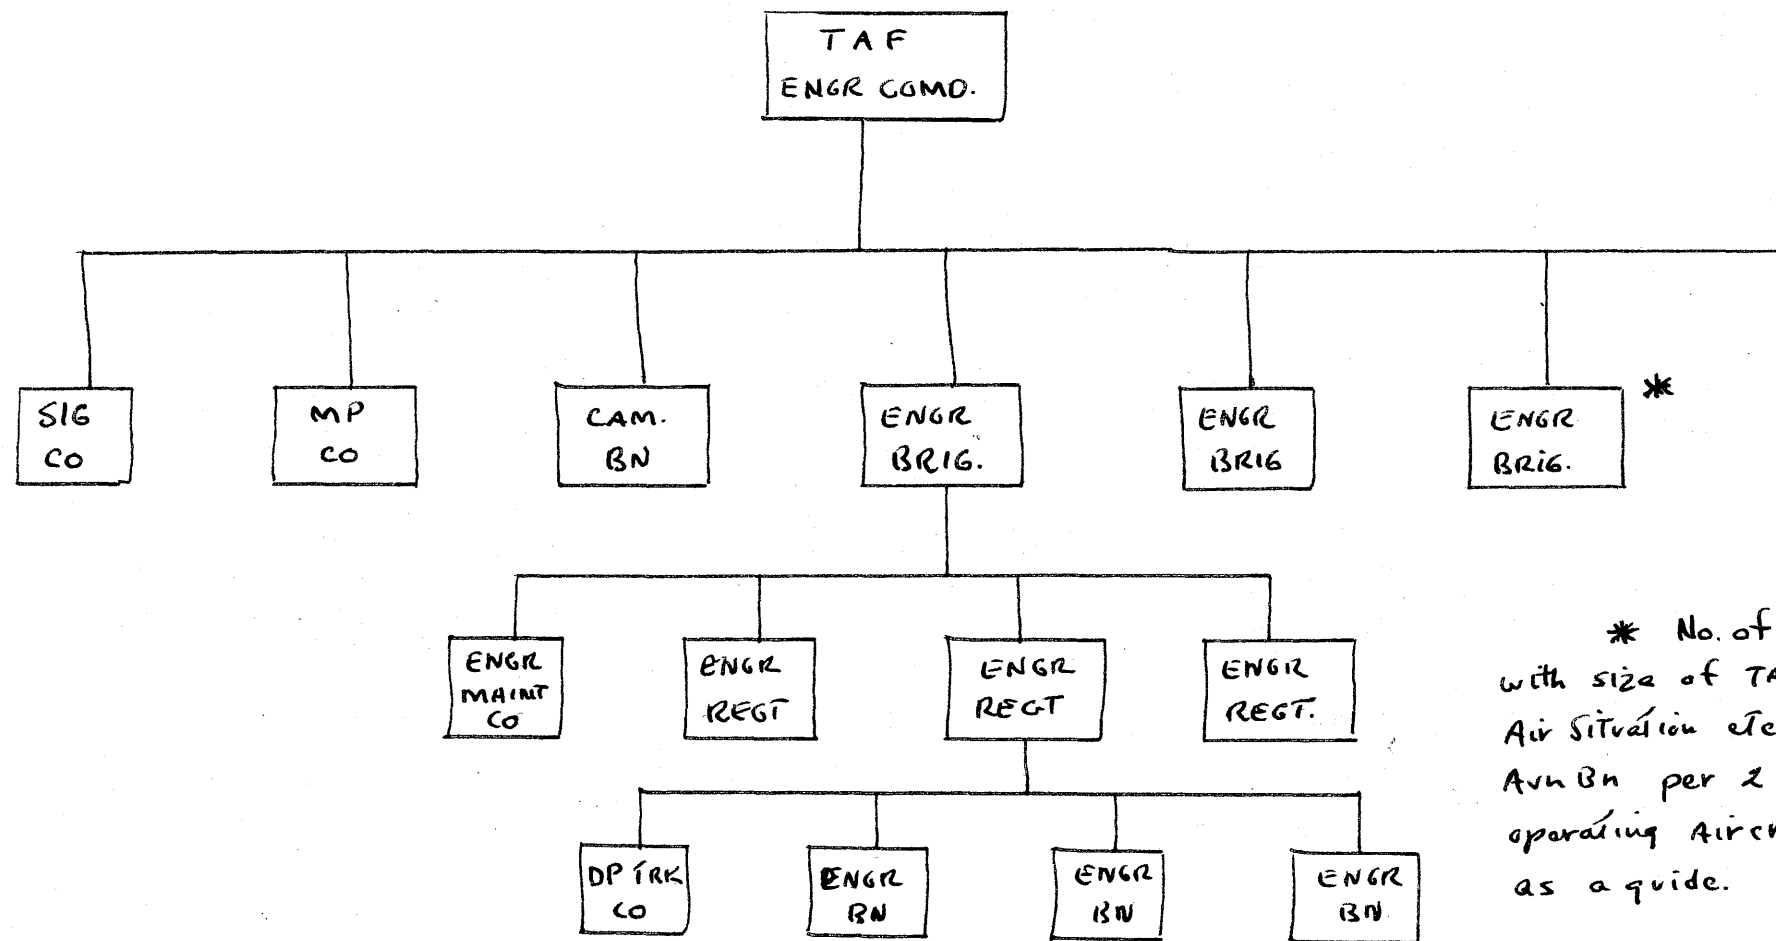 TAF
ENGR COMD.
SIG
CO
MP
CO
CAM.
BN
ENGR
BRIG.
ENGR
BRIG
ENGR
BRIG.
*
ENGR
MAINT
CO
ENGR
REGT
ENGR
REGT
ENGR
REGT.
DP TRK
CO
ENGR
BN
ENGR
BN
ENGR
BN
* No. of
with size of
Air Situation etc
Avn Bn per 2
operating
as a guide.